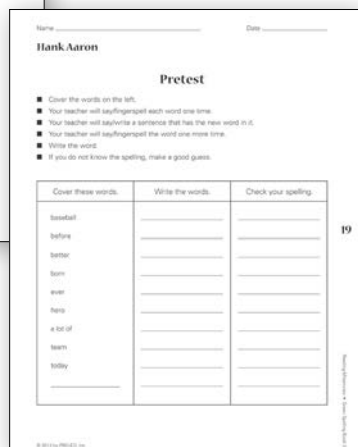 Name
Date
Hank Aaron
Pretest
■ Cover the words on the left.
■ Your teacher will say/fingerspell each word one time.
■ Your teacher will say/write a sentence that has the new word in it.
■ Your teacher will say/fingerspell the word one more time.
■ Write the word.
■ If you do not know the spelling, make a good guess.
Cover these words. Write the words. Check your spelling.
baseball
before
better
born
ever
hero
a lot of
team
today
19